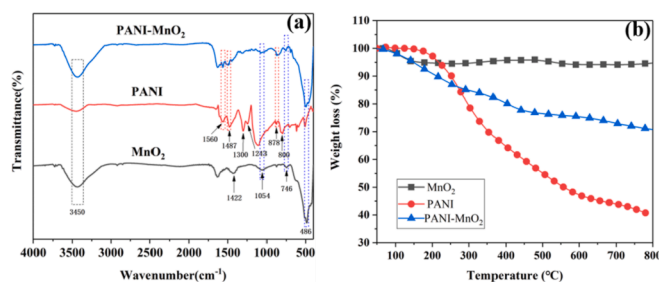 (a)
PANI-MnO₂
PANI
MnO₂
1560
1487
1300
1243
878
800
3450
1422
1054
746
486
Transmittance(%)
4000 3500 3000 2500 2000 1500 1000 500
Wavenumber(cm⁻¹)
(b)
100
90
80
70
60
50
40
30
Weight loss (%)
MnO₂
PANI
PANI-MnO₂
100 200 300 400 500 600 700 800
Temperature (℃)